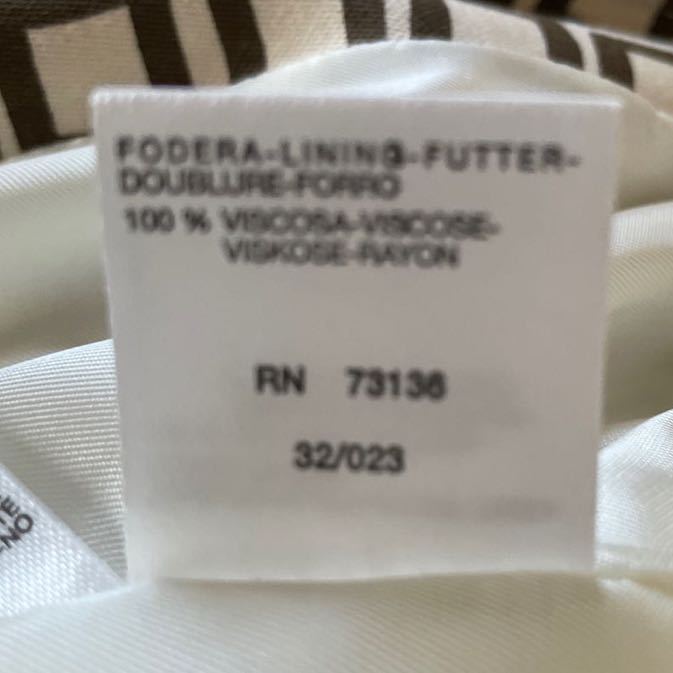 FODERA-LINING-FUTTER-
DOUBLURE-FORRO
100 % VISCOSA-VISCOSE-
VISKOSE-RAYON
RN 73136
32/023